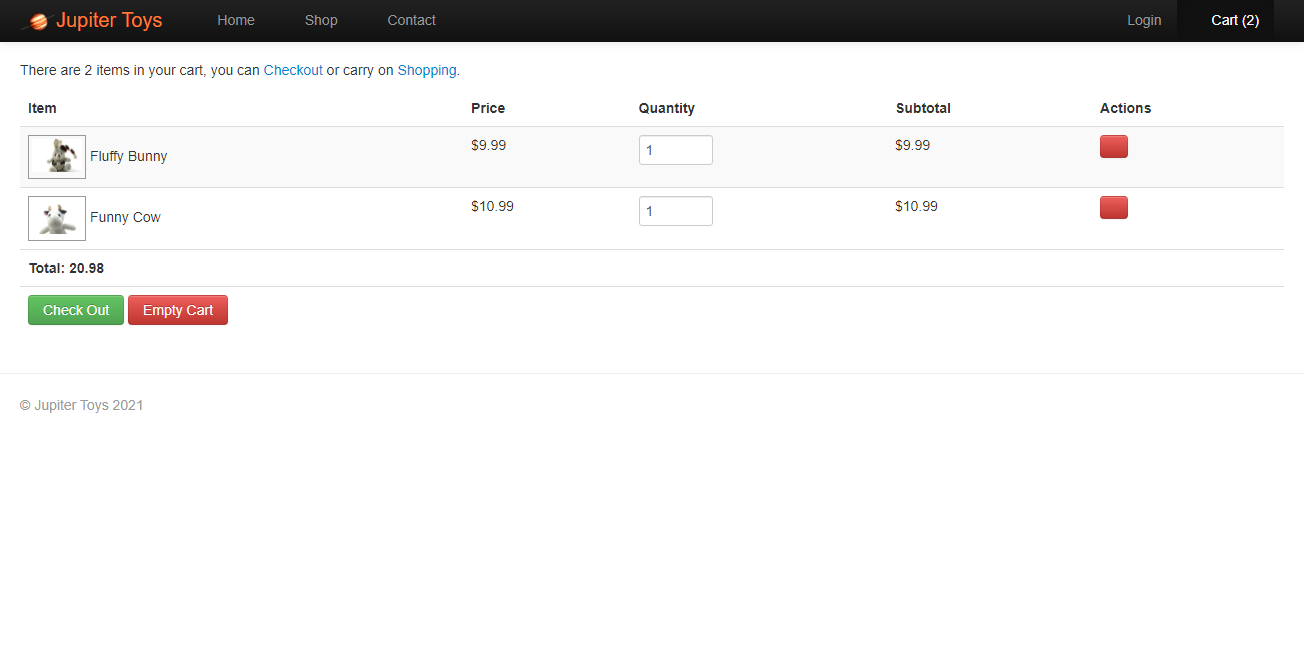 Jupiter Toys Home Shop Contact Login Cart (2)
There are 2 items in your cart, you can Checkout or carry on Shopping.
Item Price Quantity Subtotal Actions
Fluffy Bunny $9.99 1 $9.99
Funny Cow $10.99 1 $10.99
Total: 20.98
Check Out Empty Cart
© Jupiter Toys 2021